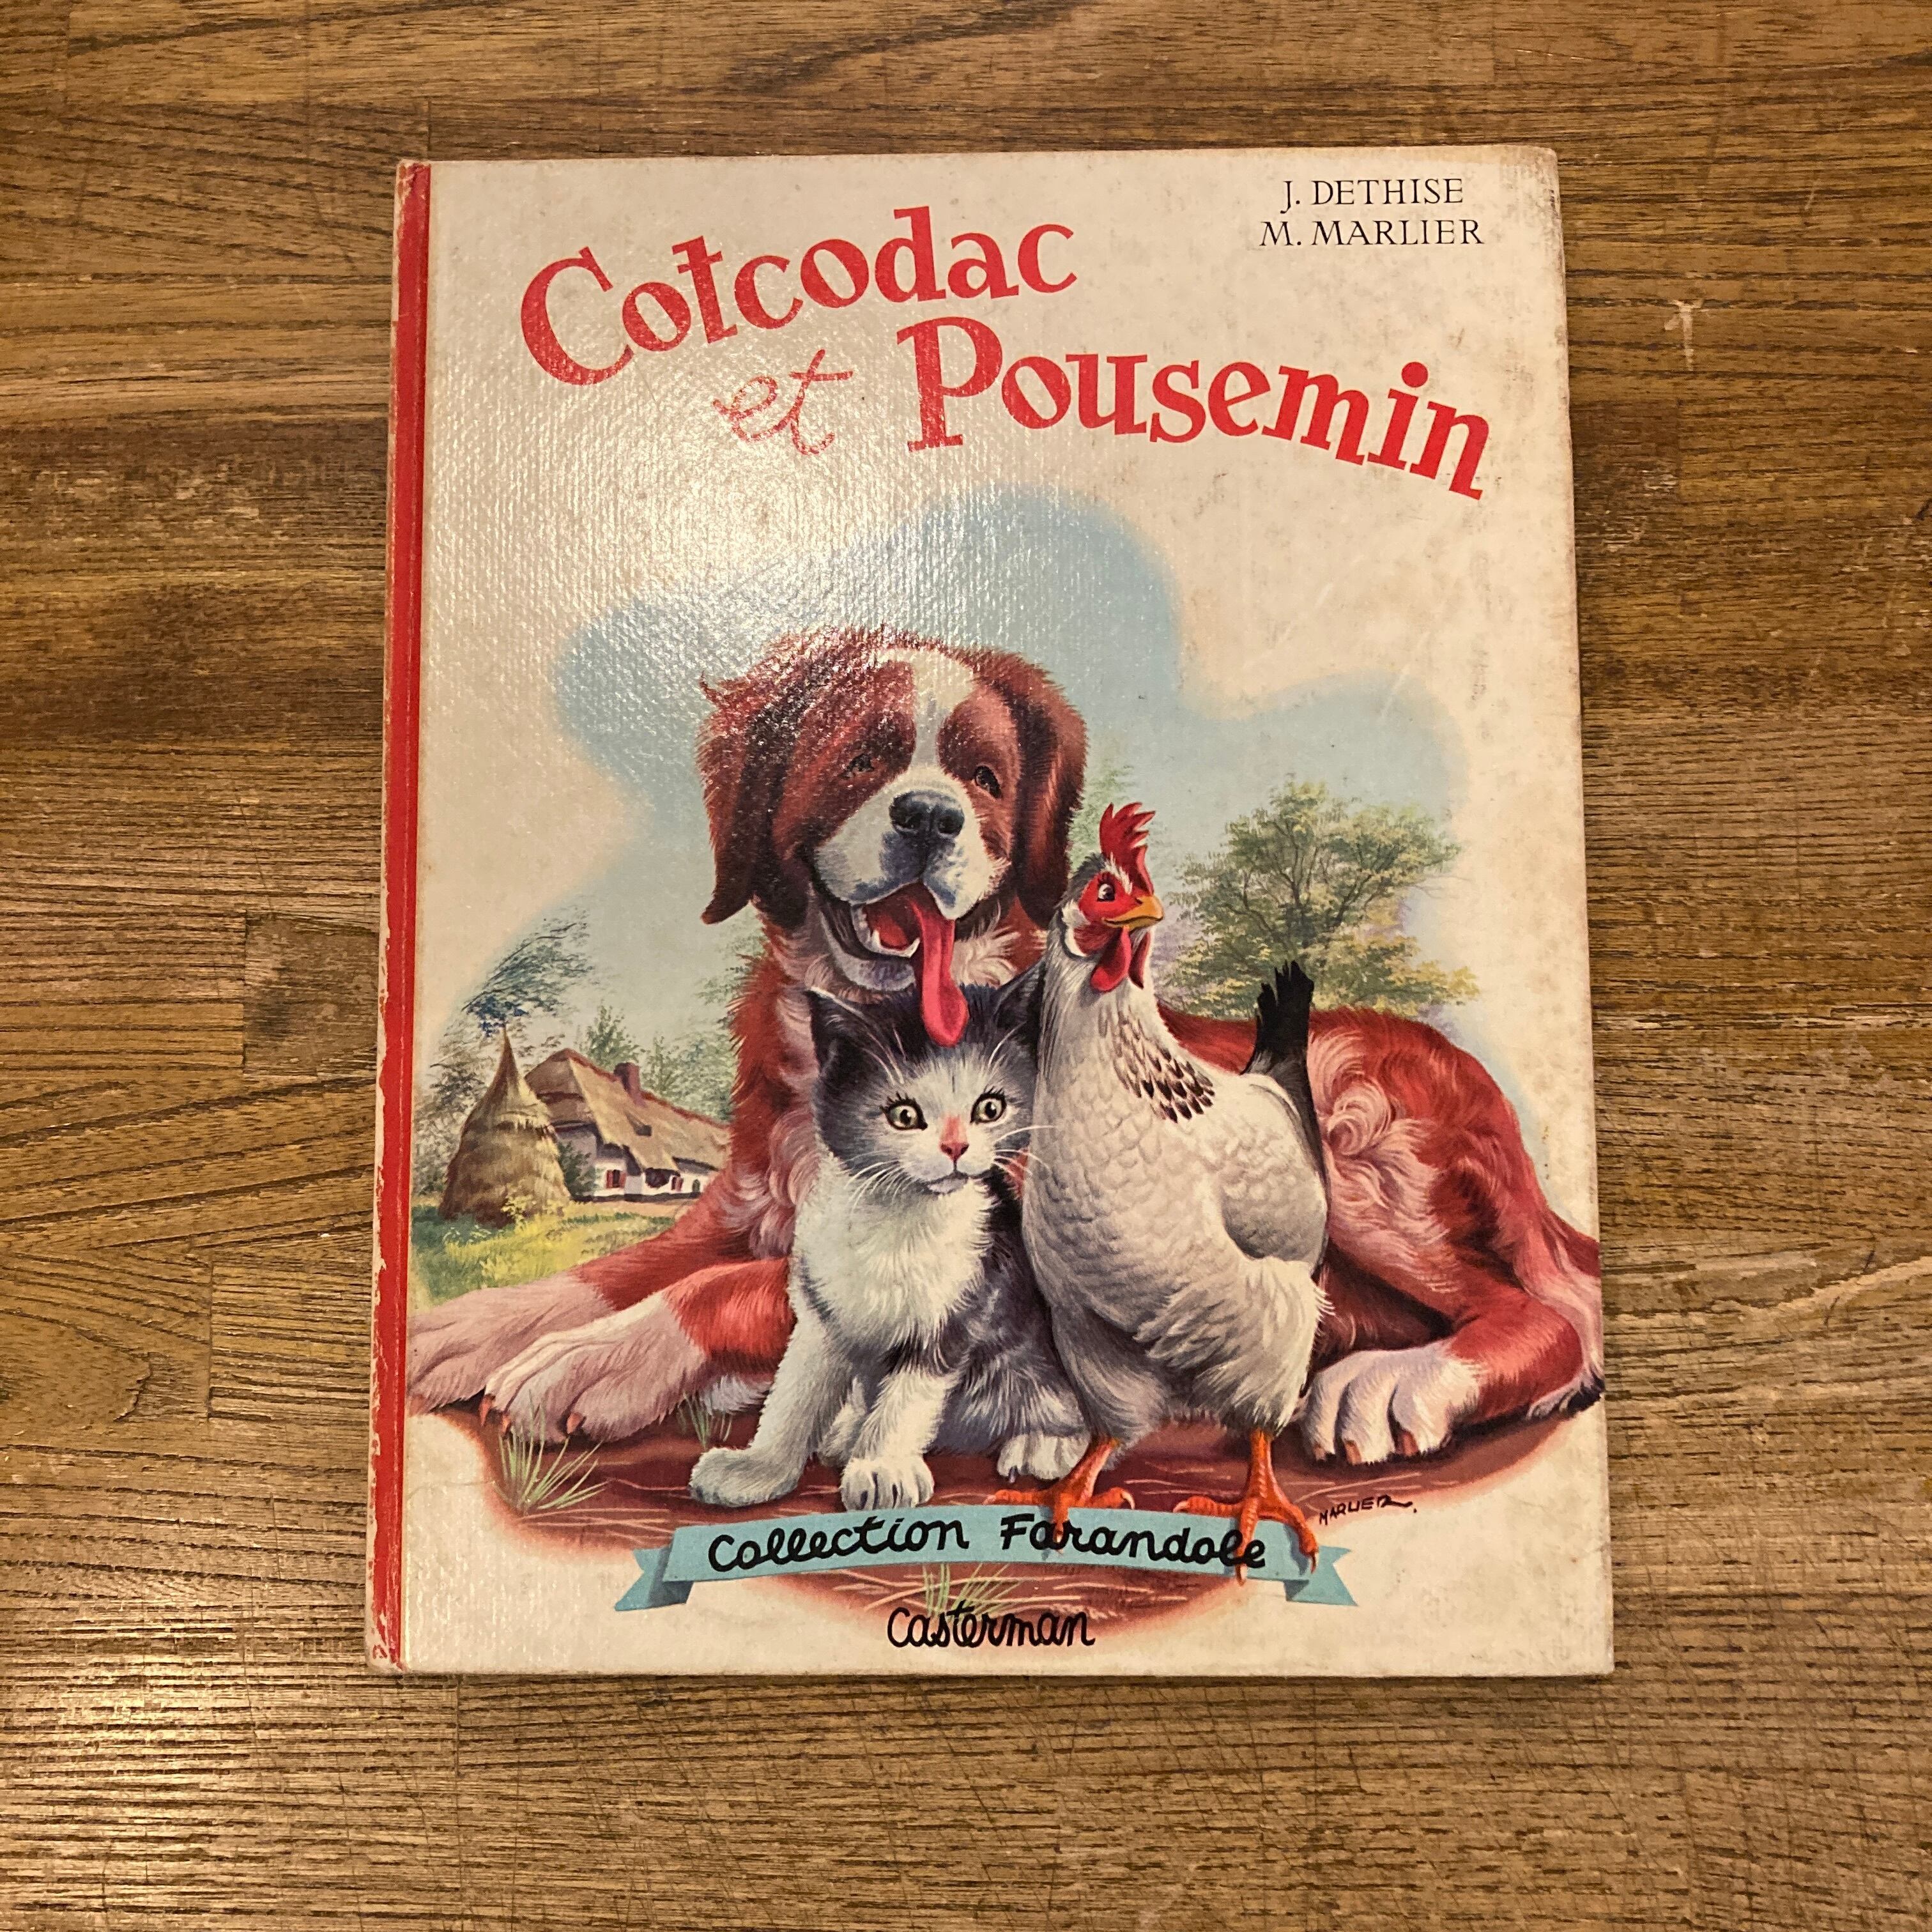 J. DETHISE
M. MARLIER
Cotcodac
et Pousemin
MARLIER.
Collection Farandole
Casterman